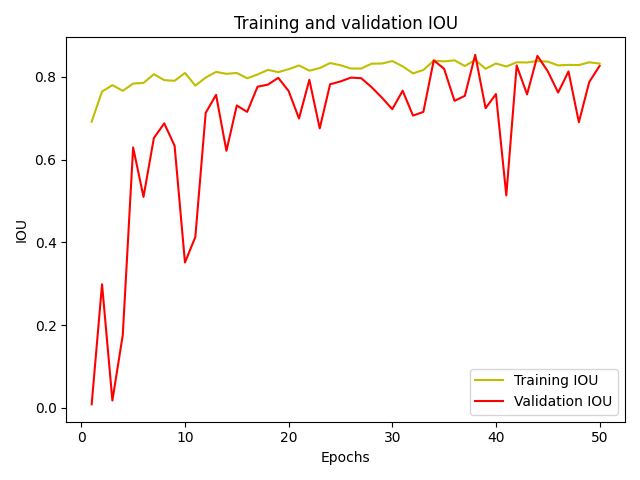 Training and validation IOU
IOU
0.8
0.6
0.4
0.2
0.0
0 10 20 30 40 50
Epochs
Training IOU
Validation IOU